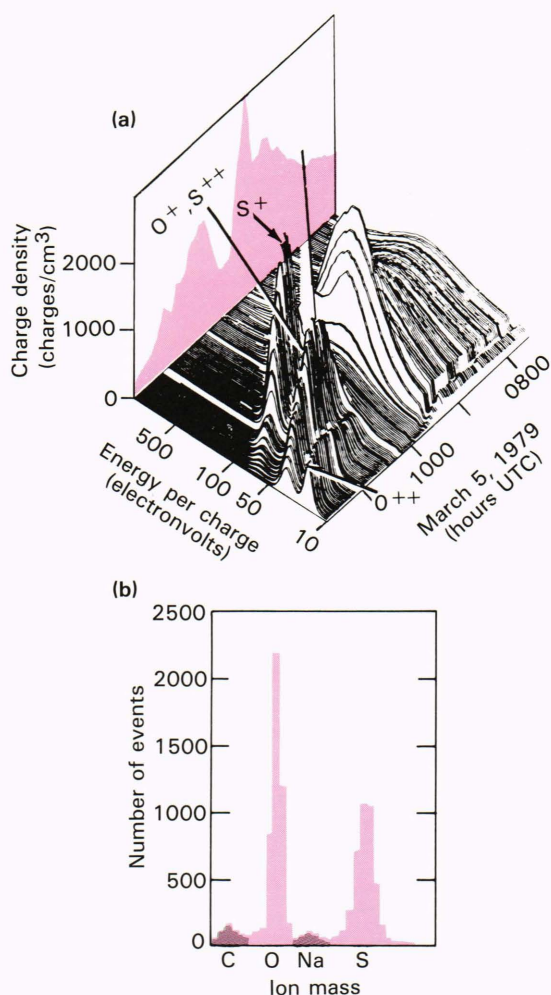 (a)
O+, S++
S+
Charge density
(charges/cm3)
2000
1000
0
500
100
50
10
Energy per charge
(electronvolts)
O++
1000
0800
March 5, 1979
(hours UTC)
(b)
2500
2000
1500
1000
500
0
Number of events
C
O
Na
S
Ion mass